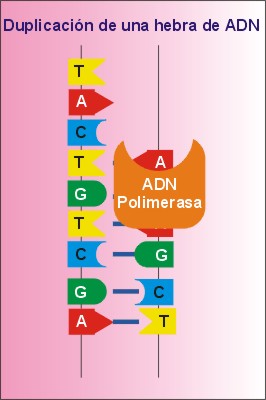 Duplicación de una hebra de ADN
T
A
C
T A
ADN
G
Polimerasa
T
C G
G C
A T